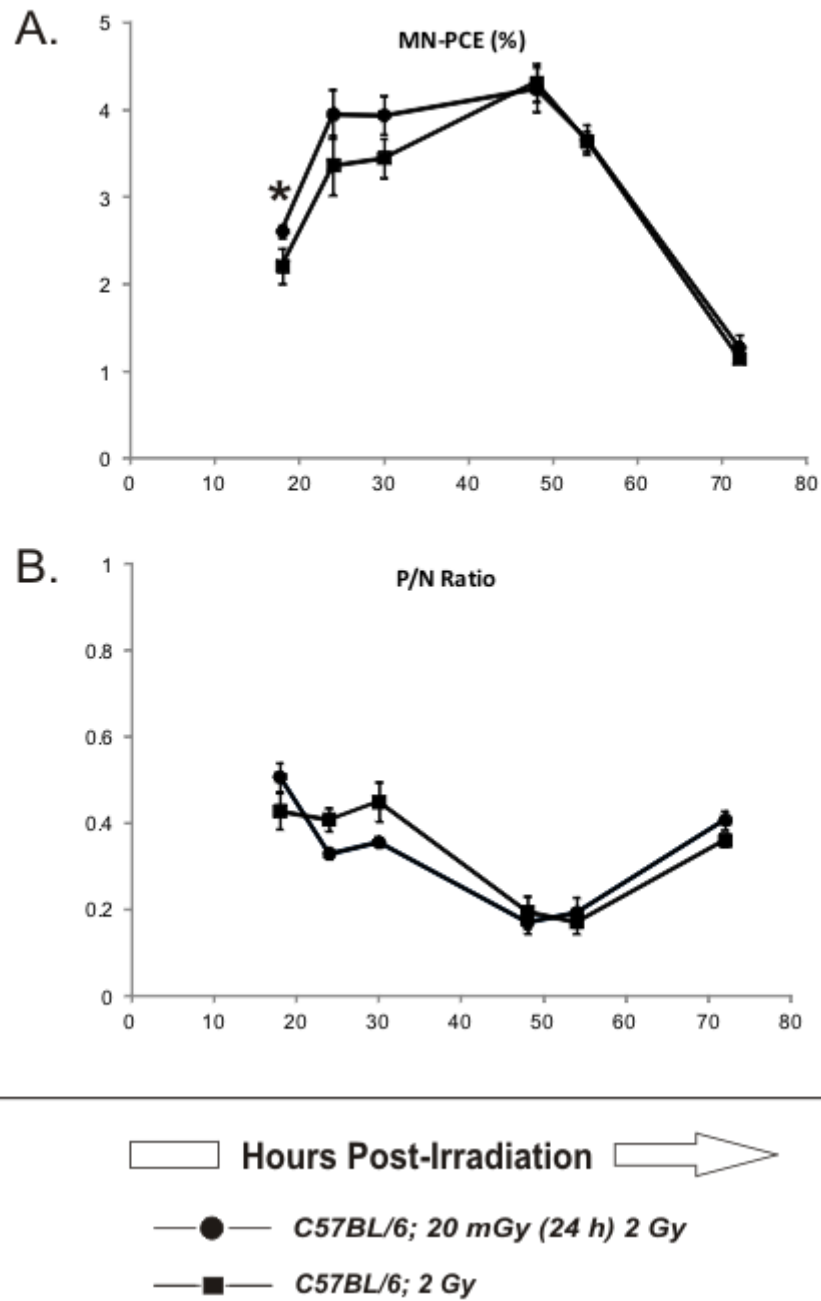 A.
MN-PCE (%)
5
4
3
2
1
0
*
0 10 20 30 40 50 60 70 80
B.
P/N Ratio
1
0.8
0.6
0.4
0.2
0
0 10 20 30 40 50 60 70 80
Hours Post-Irradiation
C57BL/6; 20 mGy (24 h) 2 Gy
C57BL/6; 2 Gy